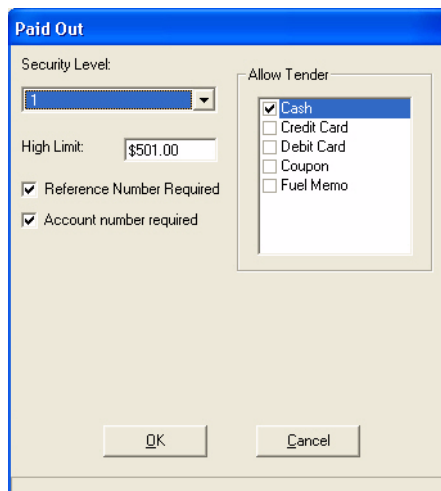 Paid Out
Security Level:
1
High Limit: $501.00
Reference Number Required
Account number required
Allow Tender
Cash
Credit Card
Debit Card
Coupon
Fuel Memo
OK Cancel